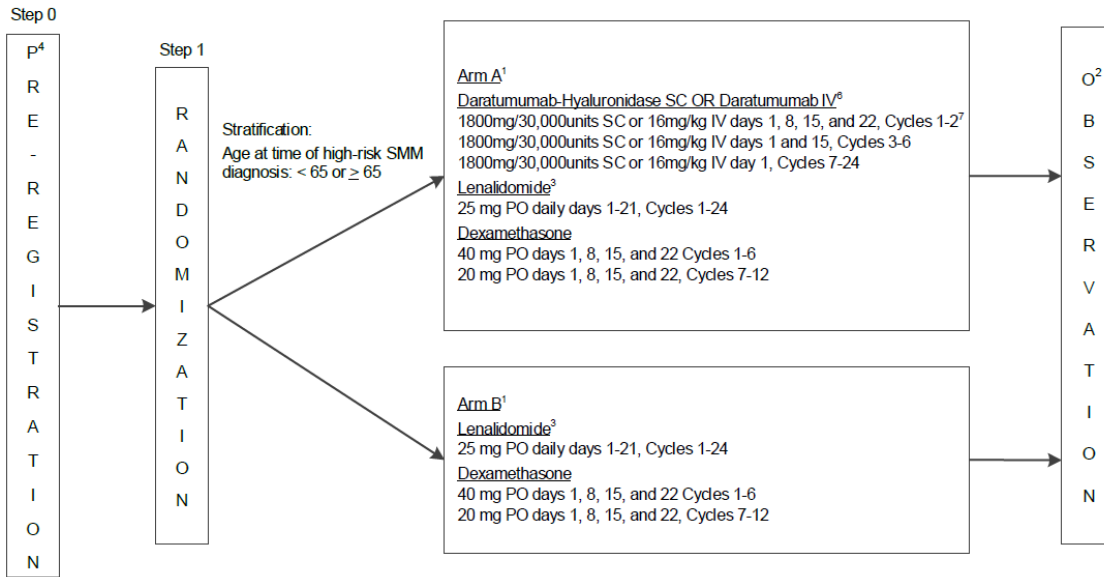 Step 0
P⁴
R
E
-
R
E
G
I
S
T
R
A
T
I
O
N
Step 1
R
A
N
D
O
M
I
Z
A
T
I
O
N
Stratification:
Age at time of high-risk SMM
diagnosis: < 65 or ≥ 65
Arm A¹
Daratumumab-Hyaluronidase SC OR Daratumumab IV⁶
1800mg/30,000units SC or 16mg/kg IV days 1, 8, 15, and 22, Cycles 1-2⁷
1800mg/30,000units SC or 16mg/kg IV days 1 and 15, Cycles 3-6
1800mg/30,000units SC or 16mg/kg IV day 1, Cycles 7-24
Lenalidomide³
25 mg PO daily days 1-21, Cycles 1-24
Dexamethasone
40 mg PO days 1, 8, 15, and 22 Cycles 1-6
20 mg PO days 1, 8, 15, and 22, Cycles 7-12
Arm B¹
Lenalidomide³
25 mg PO daily days 1-21, Cycles 1-24
Dexamethasone
40 mg PO days 1, 8, 15, and 22 Cycles 1-6
20 mg PO days 1, 8, 15, and 22, Cycles 7-12
O²
B
S
E
R
V
A
T
I
O
N